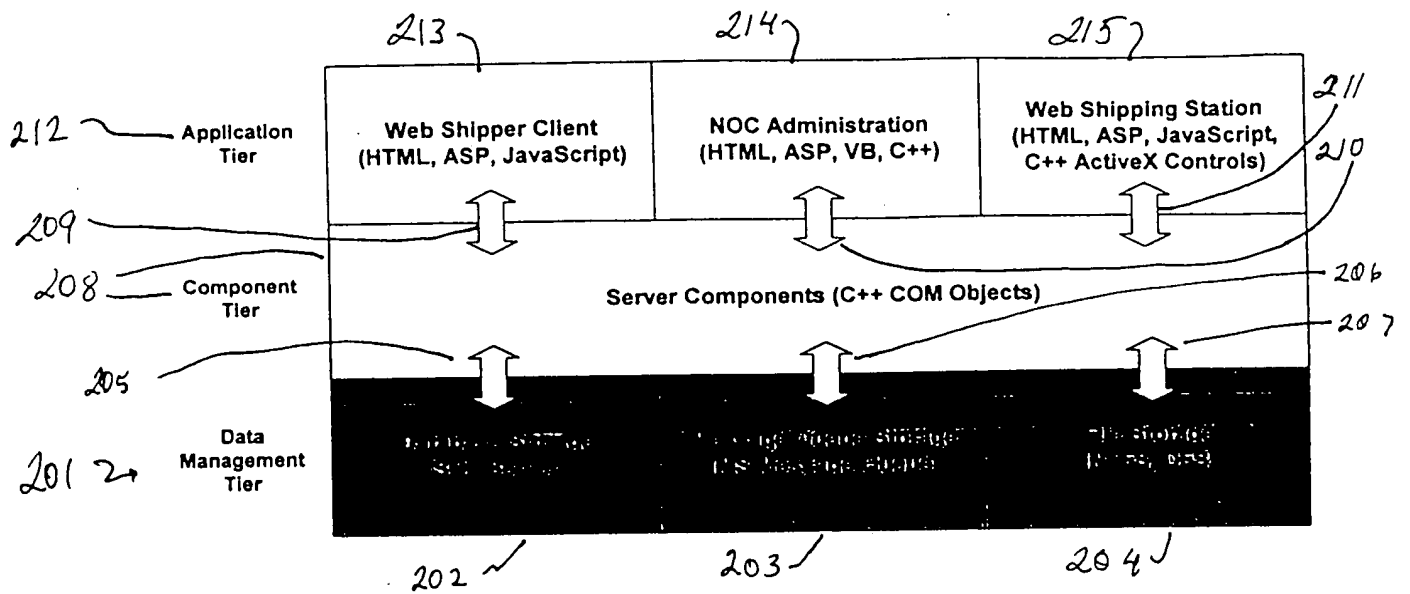 213
214
215
211
212
Application
Tier
Web Shipper Client
(HTML, ASP, JavaScript)
NOC Administration
(HTML, ASP, VB, C++)
Web Shipping Station
(HTML, ASP, JavaScript,
C++ ActiveX Controls)
210
209
208
Component
Tier
Server Components (C++ COM Objects)
206
207
205
201
Data
Management
Tier
202
203
204